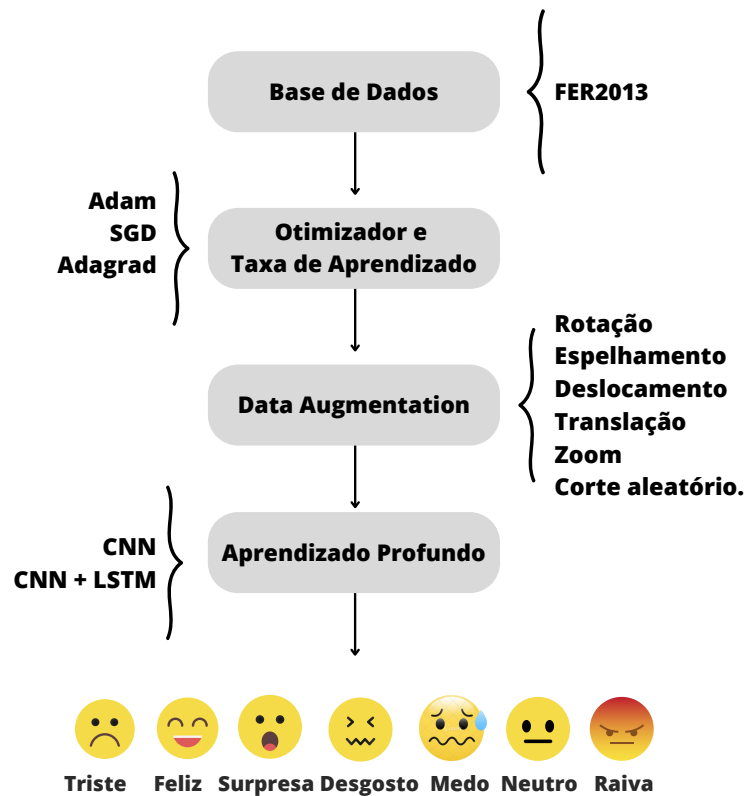 Base de Dados
FER2013
Adam
SGD
Adagrad
Otimizador e
Taxa de Aprendizado
Data Augmentation
Rotação
Espelhamento
Deslocamento
Translação
Zoom
Corte aleatório.
CNN
CNN + LSTM
Aprendizado Profundo
Triste Feliz Surpresa Desgosto Medo Neutro Raiva